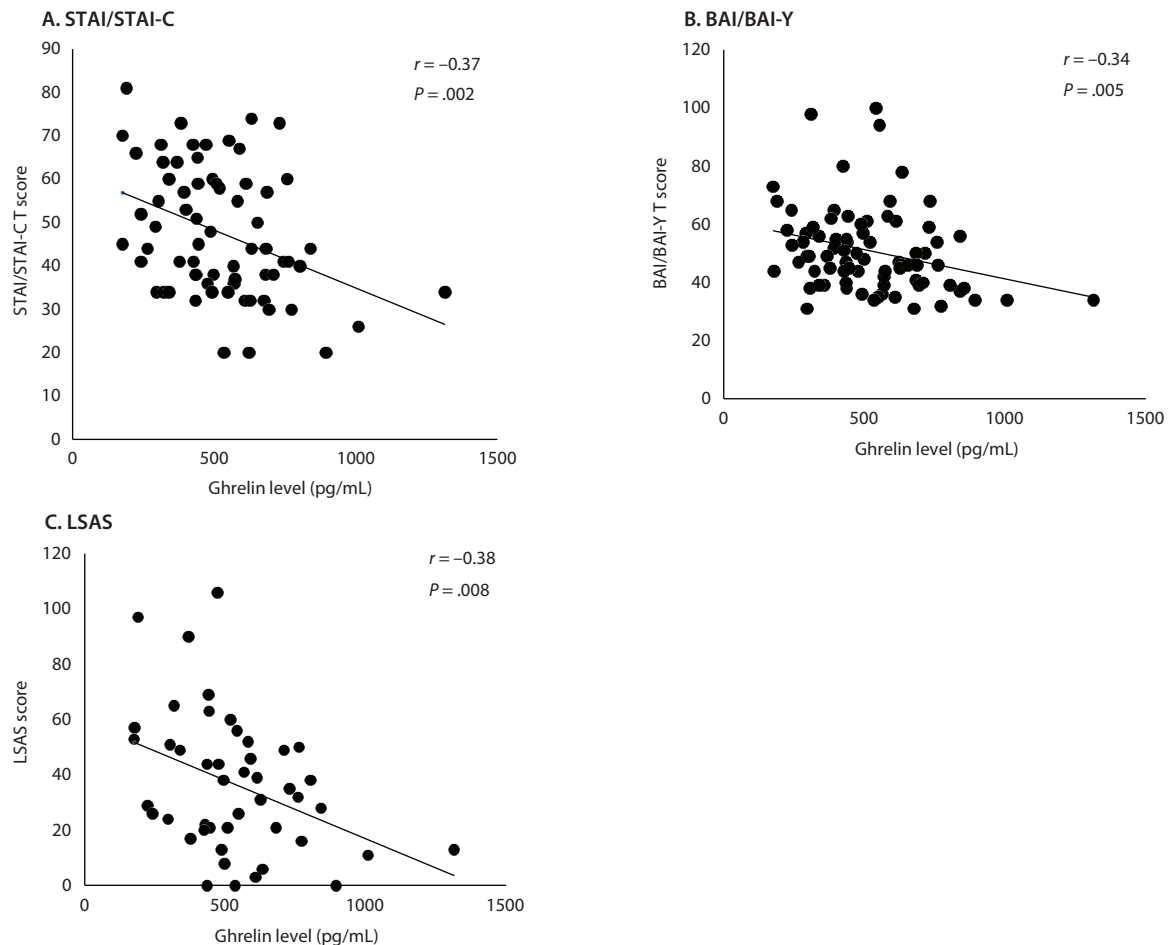 A. STAI/STAI-C
r = –0.37
P = .002
STAI/STAI-C T score
90
80
70
60
50
40
30
20
10
0
0 500 1000 1500
Ghrelin level (pg/mL)
B. BAI/BAI-Y
r = –0.34
P = .005
BAI/BAI-Y T score
120
100
80
60
40
20
0
0 500 1000 1500
Ghrelin level (pg/mL)
C. LSAS
r = –0.38
P = .008
LSAS score
120
100
80
60
40
20
0
0 500 1000 1500
Ghrelin level (pg/mL)